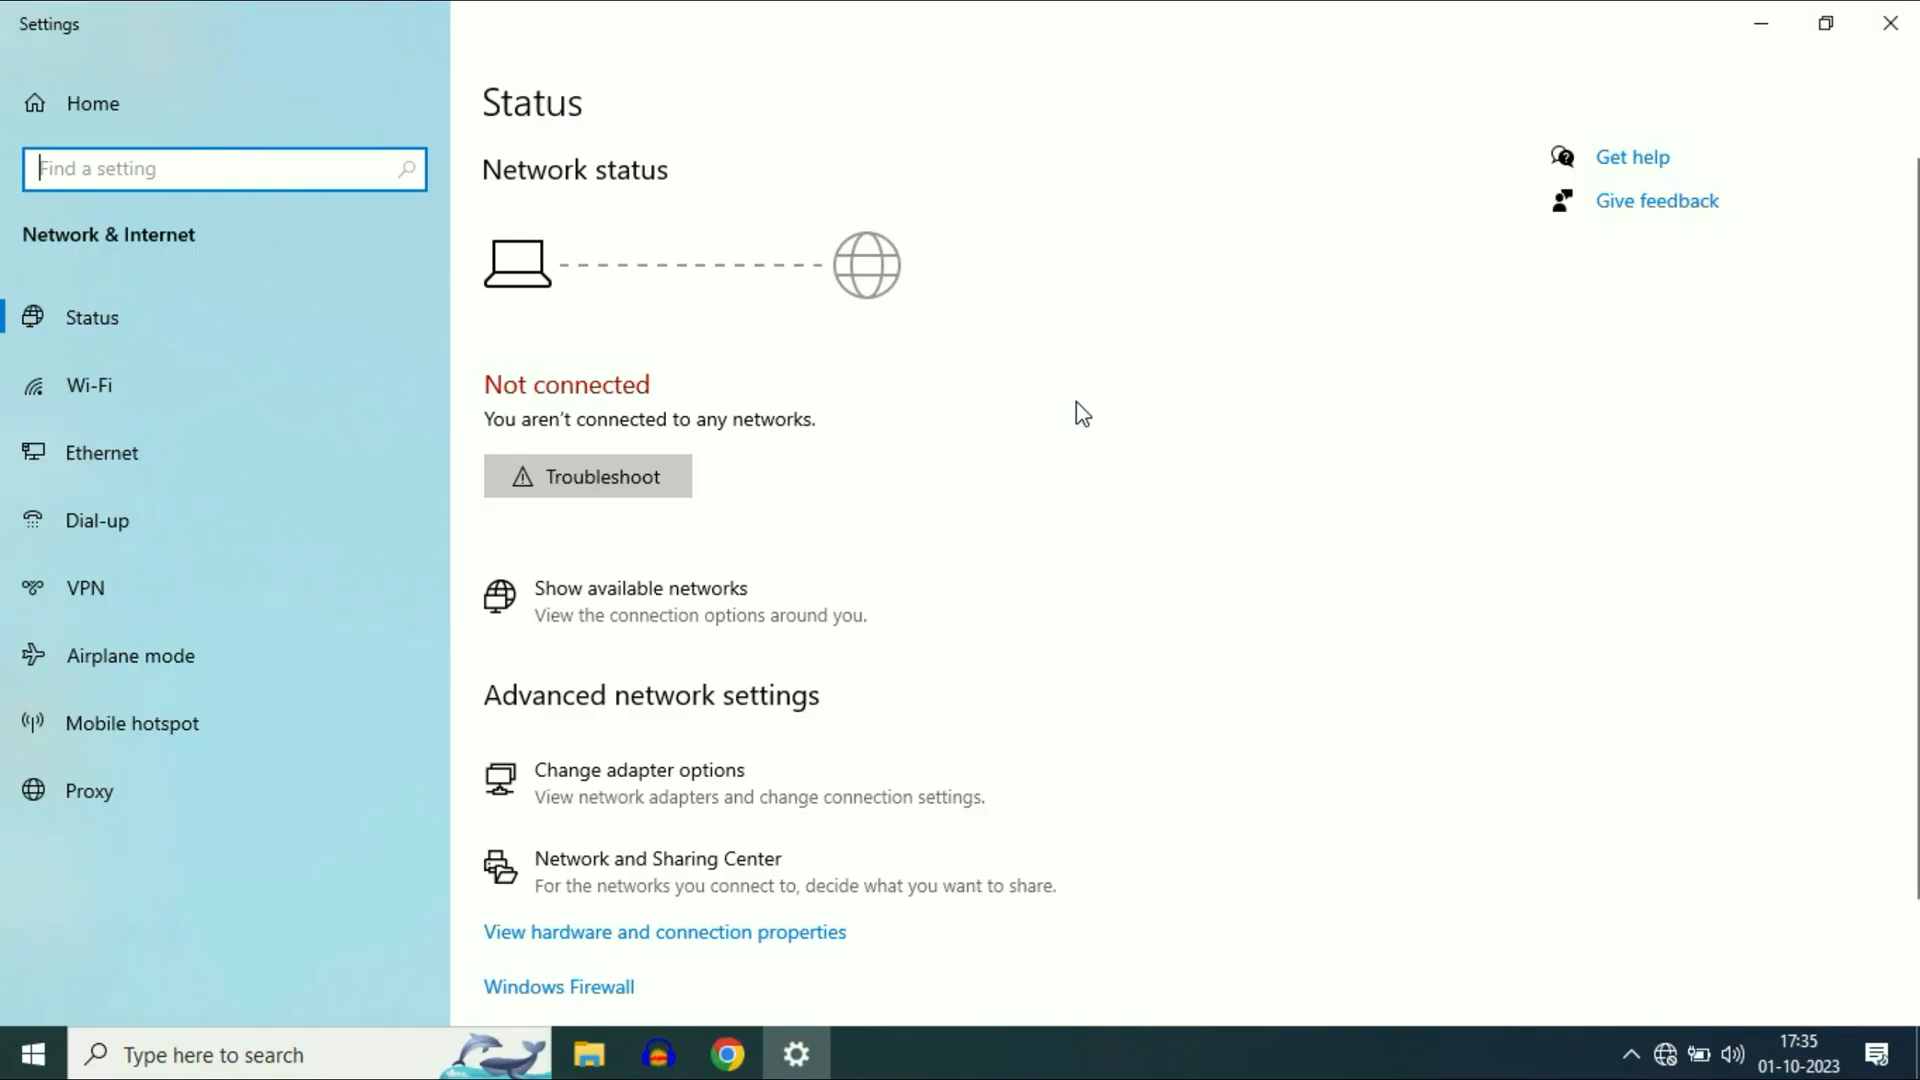 Settings
Home
Find a setting
Network & Internet
Status
Wi-Fi
Ethernet
Dial-up
VPN
Airplane mode
Mobile hotspot
Proxy
Status
Network status
Not connected
You aren't connected to any networks.
Troubleshoot
Show available networks
View the connection options around you.
Advanced network settings
Change adapter options
View network adapters and change connection settings.
Network and Sharing Center
For the networks you connect to, decide what you want to share.
View hardware and connection properties
Windows Firewall
Get help
Give feedback
Type here to search
17:35
01-10-2023